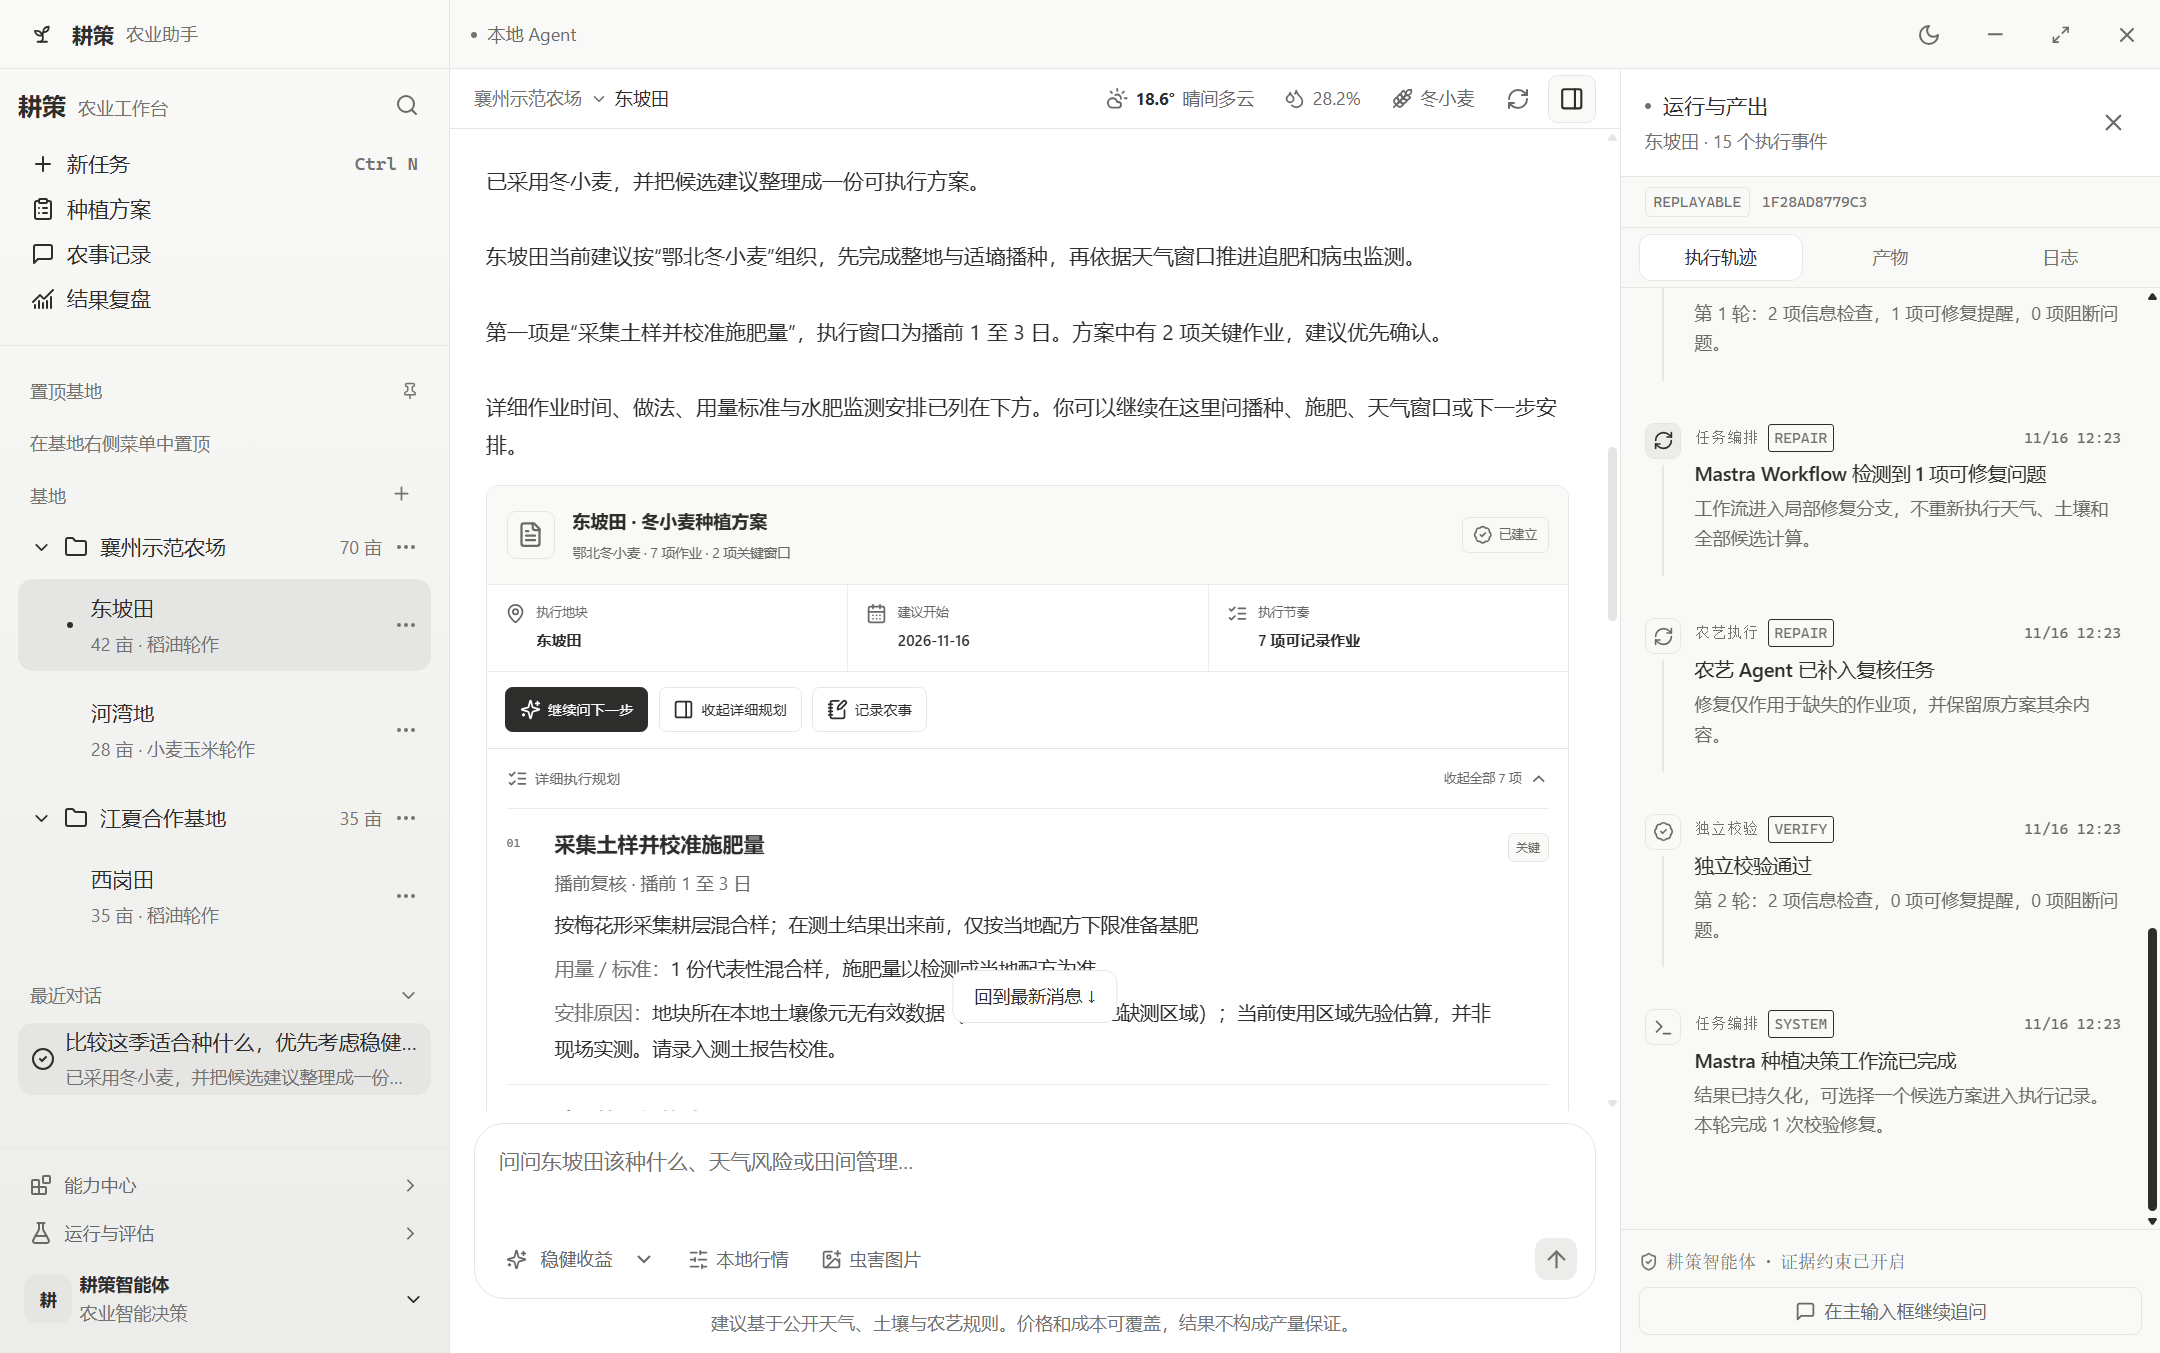 耕策 农业助手
本地 Agent
耕策 农业工作台
新任务 Ctrl N
种植方案
农事记录
结果复盘
置顶基地
在基地右侧菜单中置顶
基地
襄州示范农场 70 亩
东坡田
42 亩 · 稻油轮作
河湾地
28 亩 · 小麦玉米轮作
江夏合作基地 35 亩
西岗田
35 亩 · 稻油轮作
最近对话
比较这季适合种什么，优先考虑稳健...
已采用冬小麦，并把候选建议整理成一份...
能力中心
运行与评估
耕
耕策智能体
农业智能决策
襄州示范农场 东坡田
18.6° 晴间多云 28.2% 冬小麦
已采用冬小麦，并把候选建议整理成一份可执行方案。
东坡田当前建议按“鄂北冬小麦”组织，先完成整地与适墒播种，再依据天气窗口推进追肥和病虫监测。
第一项是“采集土样并校准施肥量”，执行窗口为播前 1 至 3 日。方案中有 2 项关键作业，建议优先确认。
详细作业时间、做法、用量标准与水肥监测安排已列在下方。你可以继续在这里问播种、施肥、天气窗口或下一步安
排。
东坡田 · 冬小麦种植方案
鄂北冬小麦 · 7 项作业 · 2 项关键窗口
已建立
执行地块
东坡田
建议开始
2026-11-16
执行节奏
7 项可记录作业
继续问下一步 收起详细规划 记录农事
详细执行规划 收起全部 7 项
01 采集土样并校准施肥量 关键
播前复核 · 播前 1 至 3 日
按梅花形采集耕层混合样；在测土结果出来前，仅按当地配方下限准备基肥
用量 / 标准：1 份代表性混合样，施肥量以检测或当地配方为准
安排原因：地块所在本地土壤像元无有效数据 缺测区域）；当前使用区域先验估算，并非
现场实测。请录入测土报告校准。
回到最新消息 ↓
问问东坡田该种什么、天气风险或田间管理...
稳健收益 本地行情 虫害图片
建议基于公开天气、土壤与农艺规则。价格和成本可覆盖，结果不构成产量保证。
运行与产出
东坡田 · 15 个执行事件
REPLAYABLE 1F28AD8779C3
执行轨迹 产物 日志
第 1 轮：2 项信息检查，1 项可修复提醒，0 项阻断问
题。
任务编排 REPAIR 11/16 12:23
Mastra Workflow 检测到 1 项可修复问题
工作流进入局部修复分支，不重新执行天气、土壤和
全部候选计算。
农艺执行 REPAIR 11/16 12:23
农艺 Agent 已补入复核任务
修复仅作用于缺失的作业项，并保留原方案其余内
容。
独立校验 VERIFY 11/16 12:23
独立校验通过
第 2 轮：2 项信息检查，0 项可修复提醒，0 项阻断问
题。
任务编排 SYSTEM 11/16 12:23
Mastra 种植决策工作流已完成
结果已持久化，可选择一个候选方案进入执行记录。
本轮完成 1 次校验修复。
耕策智能体 · 证据约束已开启
在主输入框继续追问